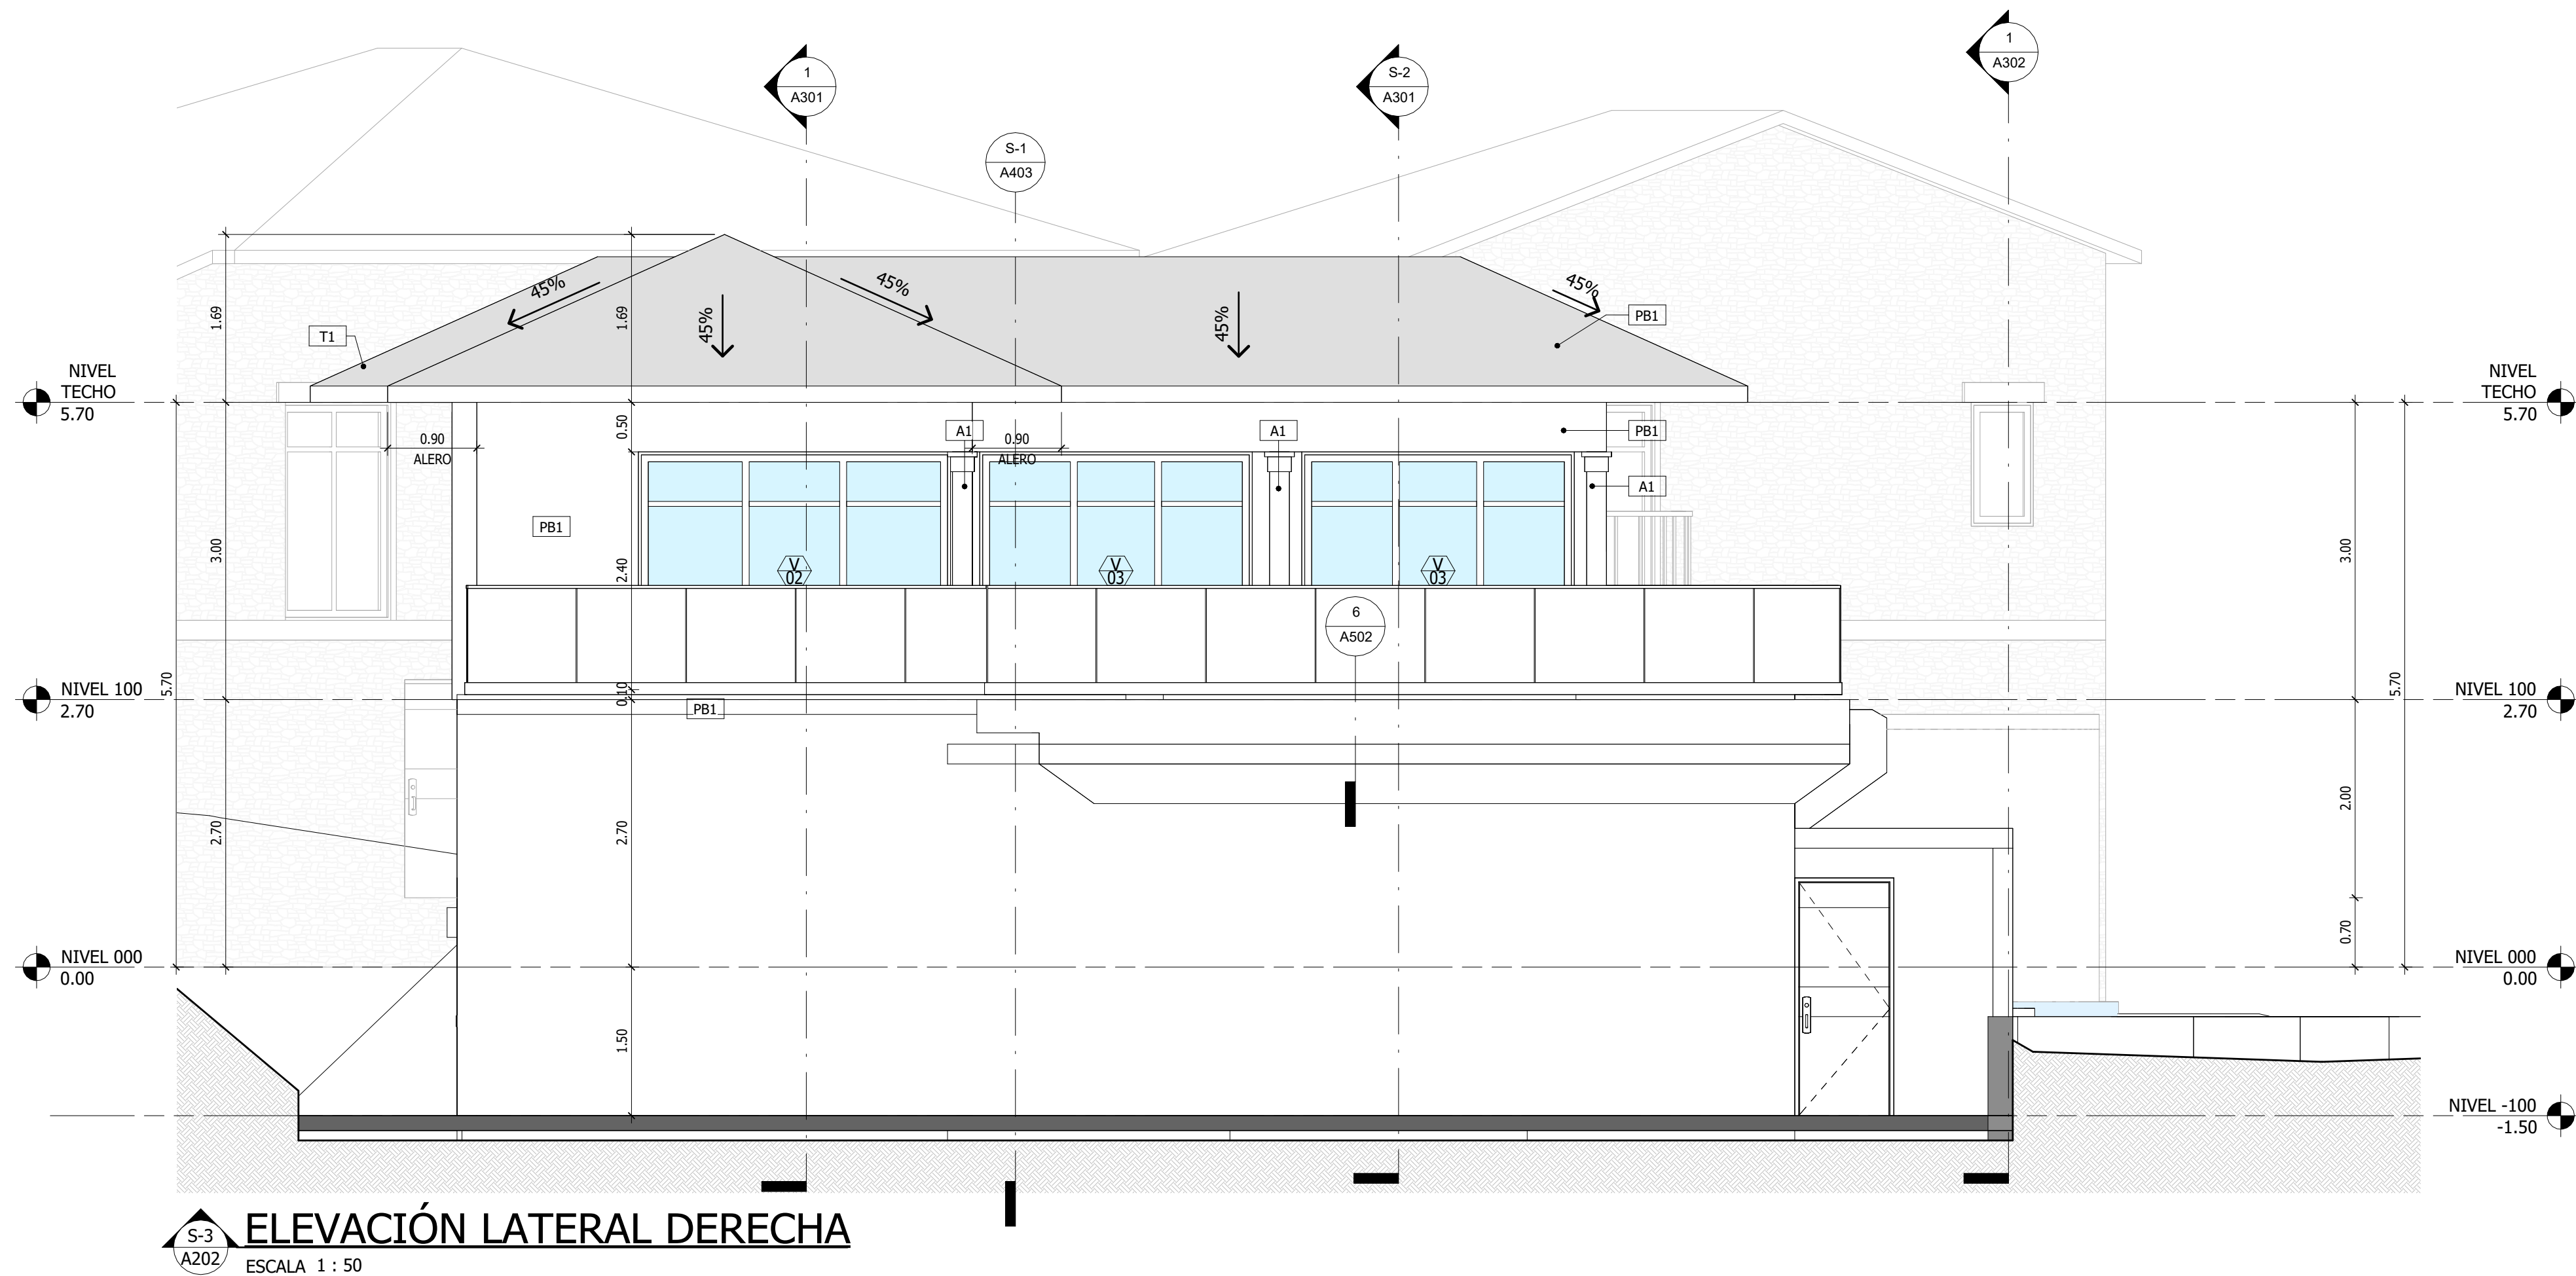 1
A302
1
A301
S-2
A301
S-1
A403
45%
45%
45%
45%
45%
1.69
1.69
T1
PB1
NIVEL
TECHO
5.70
NIVEL
TECHO
5.70
0.90
ALERO
0.50
A1
0.90
ALERO
A1
PB1
A1
PB1
3.00
2.40
3.00
V
02
V
03
V
03
6
A502
NIVEL 100
2.70
5.70
0.10
PB1
5.70
NIVEL 100
2.70
2.70
2.70
2.00
0.70
NIVEL 000
0.00
NIVEL 000
0.00
1.50
NIVEL -100
-1.50
S-3
A202
ELEVACIÓN LATERAL DERECHA
ESCALA 1 : 50